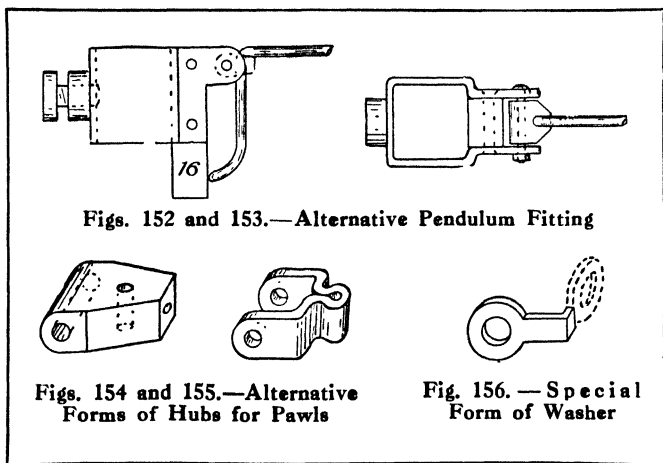 16
Figs. 152 and 153.—Alternative Pendulum Fitting
Figs. 154 and 155.—Alternative
Forms of Hubs for Pawls
Fig. 156. — Special
Form of Washer